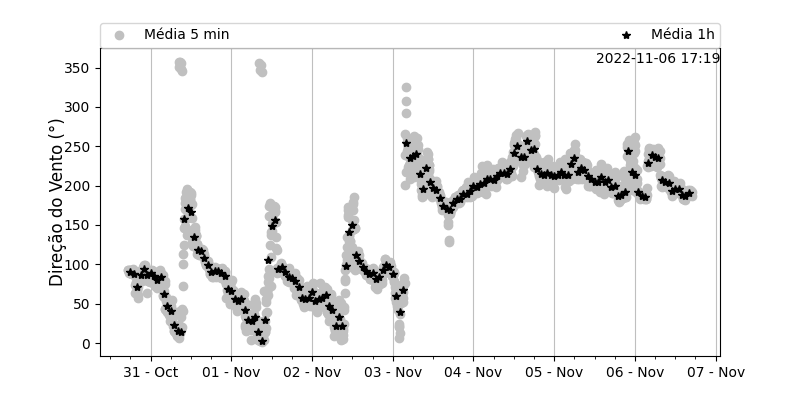 Média 5 min
Média 1h
2022-11-06 17:19
Direção do Vento (°)
350
300
250
200
150
100
50
0
31 - Oct
01 - Nov
02 - Nov
03 - Nov
04 - Nov
05 - Nov
06 - Nov
07 - Nov